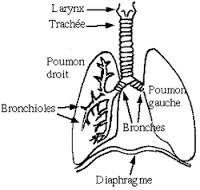 Larynx
Trachée
Poumon
droit
Poumon
gauche
Bronchioles
Bronches
Diaphragme